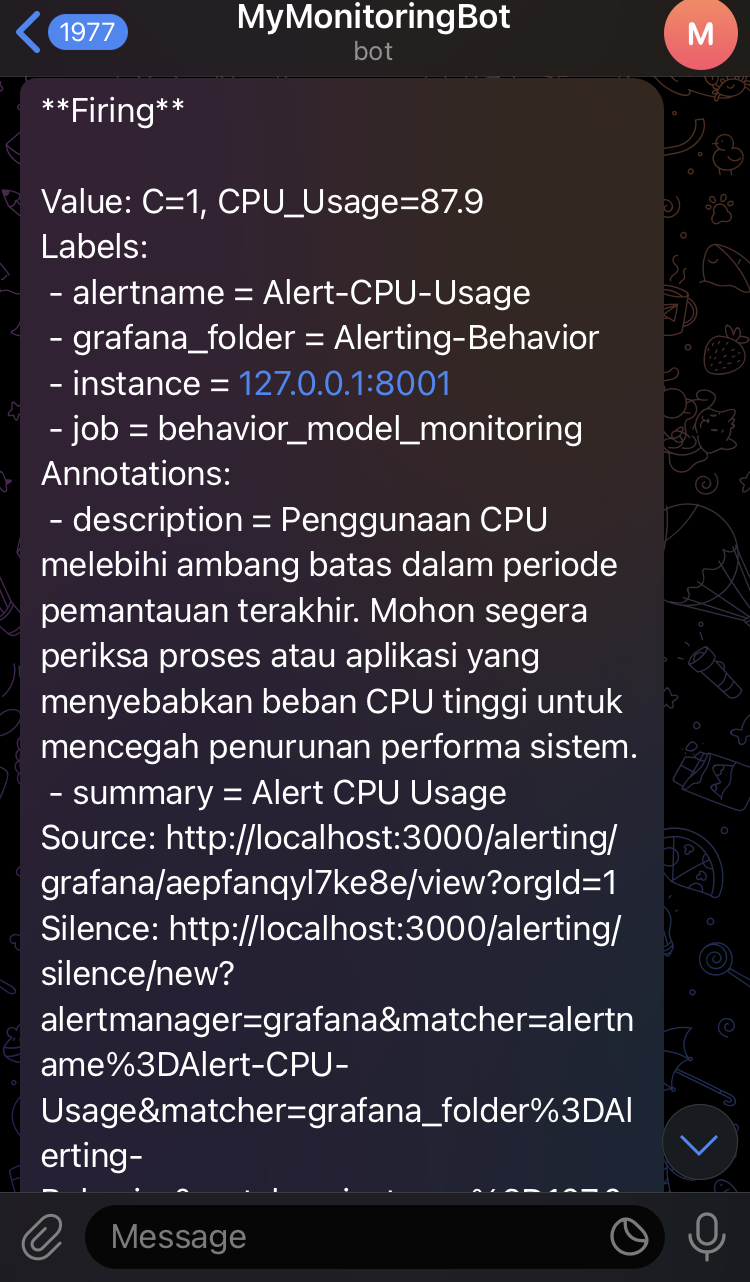 1977
MyMonitoringBot
bot
M
**Firing**
Value: C=1, CPU_Usage=87.9
Labels:
- alertname = Alert-CPU-Usage
- grafana_folder = Alerting-Behavior
- instance = 127.0.0.1:8001
- job = behavior_model_monitoring
Annotations:
- description = Penggunaan CPU
melebihi ambang batas dalam periode
pemantauan terakhir. Mohon segera
periksa proses atau aplikasi yang
menyebabkan beban CPU tinggi untuk
mencegah penurunan performa sistem.
- summary = Alert CPU Usage
Source: http://localhost:3000/alerting/
grafana/aepfanqyl7ke8e/view?orgId=1
Silence: http://localhost:3000/alerting/
silence/new?
alertmanager=grafana&matcher=alertn
ame%3DAlert-CPU-
Usage&matcher=grafana_folder%3DAl
erting-
Message